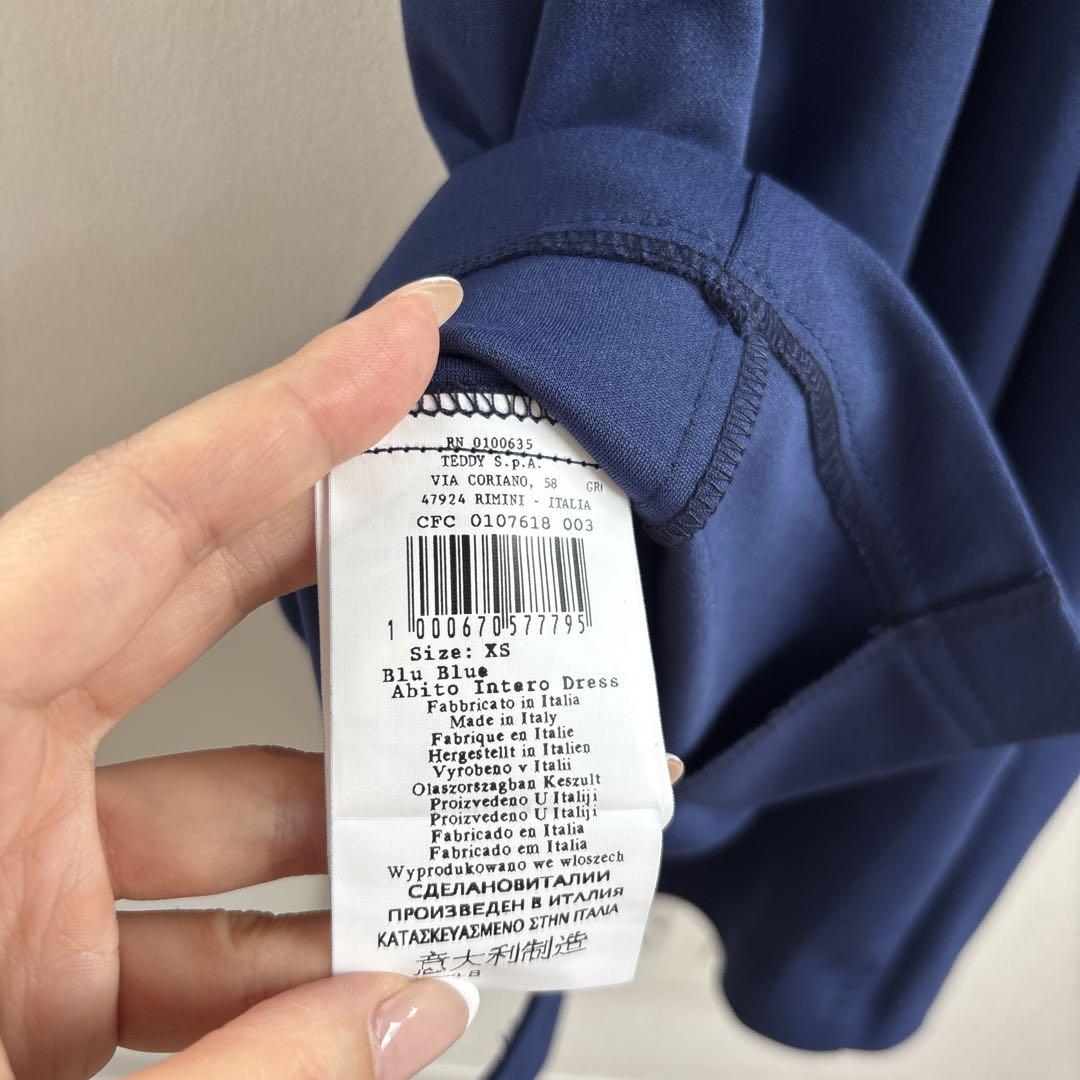 RN 0100635
TEDDY S.p.A.
VIA CORIANO, 58 GR
47924 RIMINI - ITALIA
CFC 0107618 003
1 000670 577795
Size: XS
Blu Blue
Abito Intero Dress
Fabbricato in Italia
Made in Italy
Fabrique en Italie
Hergestellt in Italien
Vyrobeno v Italii
Olaszorszagban Keszult
Proizvedeno U Italiji
Proizvedeno U Italiji
Fabricado en Italia
Fabricado em Italia
Wyprodukowano we wloszech
СДЕЛАНОВИТАЛИИ
ПРОИЗВЕДЕН В ИТАЛИЯ
ΚΑΤΑΣΚΕΥΑΣΜΕΝΟ ΣΤΗΝ ΙΤΑΛΙΑ
意大利制造